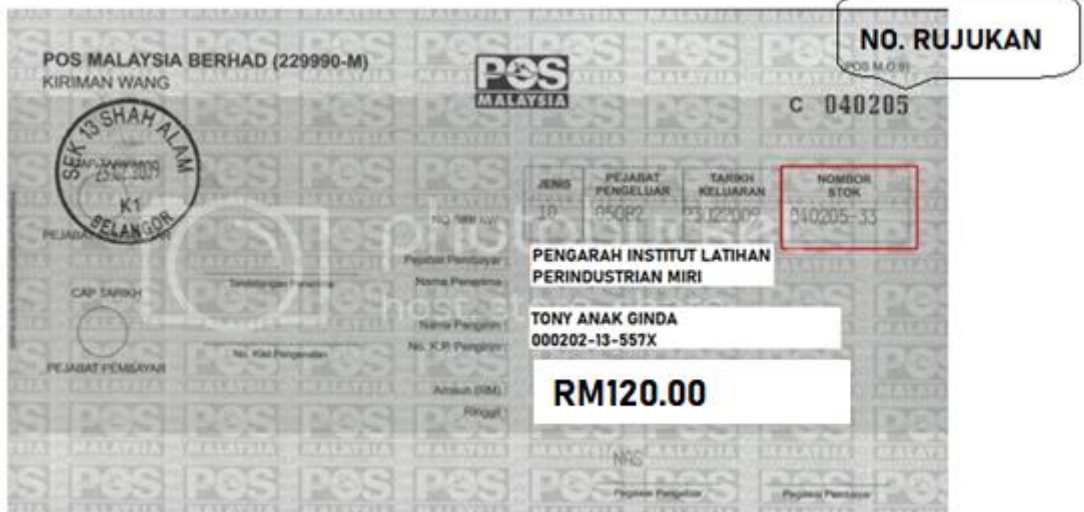 NO. RUJUKAN
POS MALAYSIA BERHAD (229990-M)
KIRIMAN WANG
POS
MALAYSIA
(POS M.O.9)
C 040205
SEK 13 SHAH ALAM
K1
SELANGOR
JENIS
PEJABAT
PENGELUAR
TARIKH
KELUARAN
NOMBOR
STOK
10
23022009
040205-33
Pejabat Pembayar :
PENGARAH INSTITUT LATIHAN
PERINDUSTRIAN MIRI
Nama Penerima :
CAP TARIKH
Tandatangan Penerima
Nama Pengirim :
TONY ANAK GINDA
No. K.P. Pengirim :
000202-13-557X
No. Kad Pengenalan
PEJABAT PEMBAYAR
Amaun (RM) :
RM120.00
Ringgit :
NAS
Pegawai Pengeluar
Pegawai Pembayar